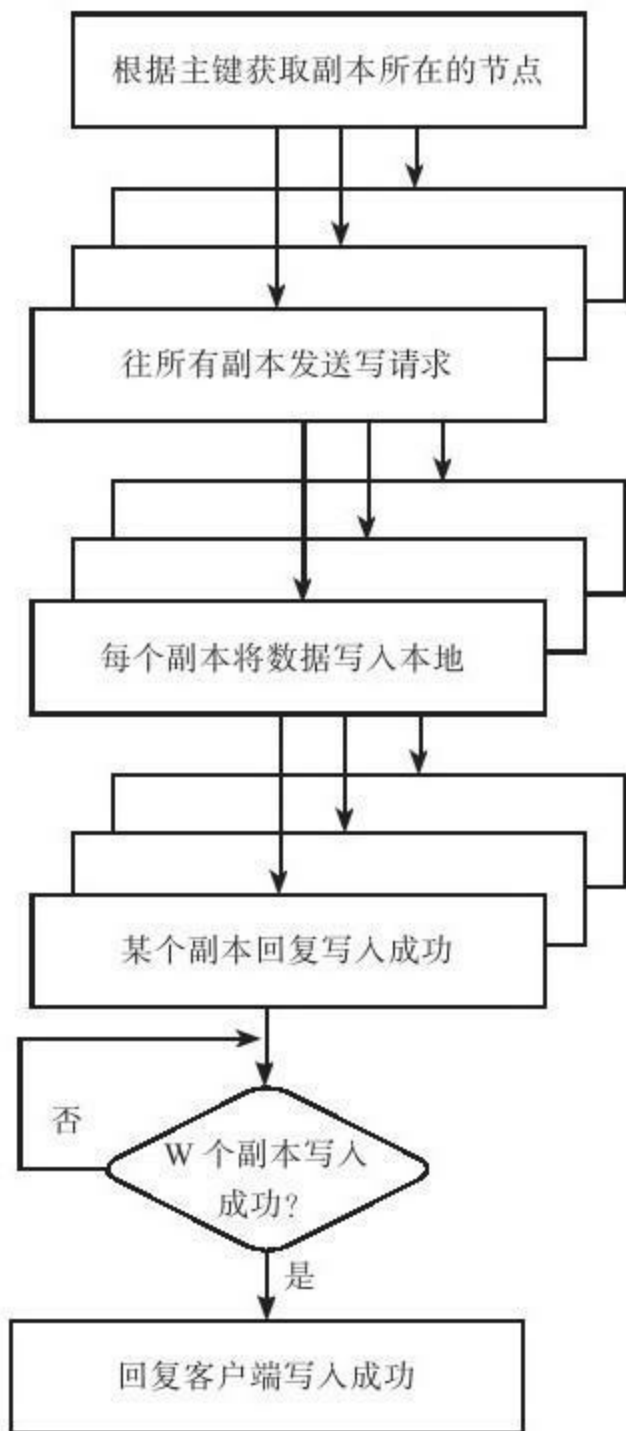 根据主键获取副本所在的节点
往所有副本发送写请求
每个副本将数据写入本地
某个副本回复写入成功
否
W 个副本写入
成功?
是
回复客户端写入成功